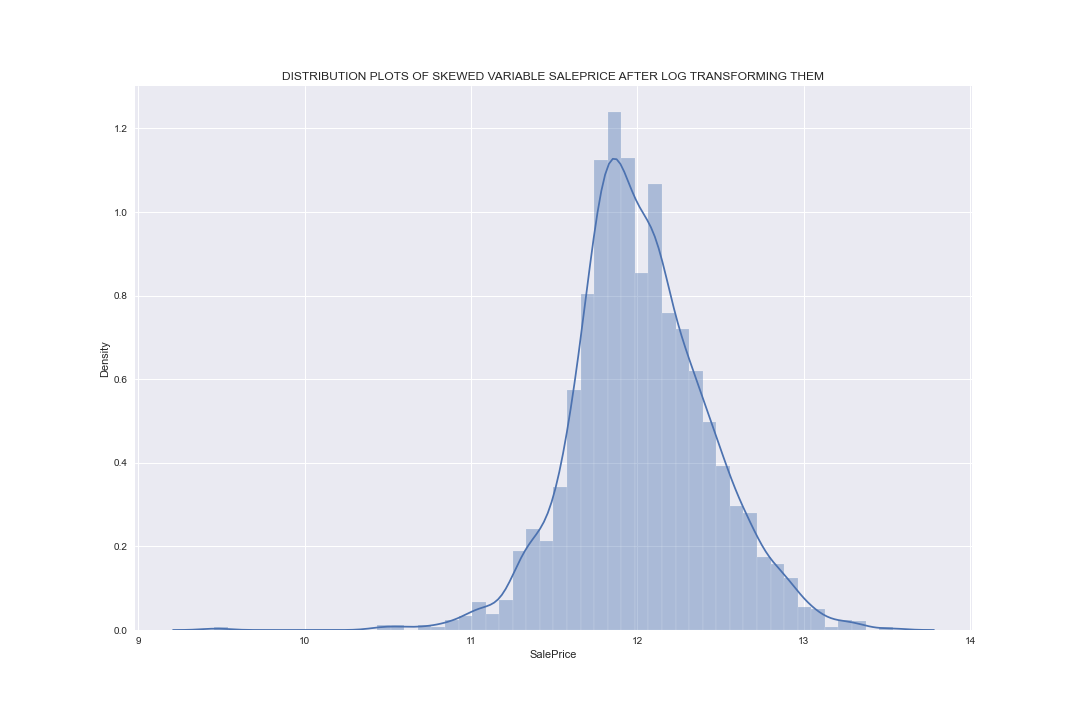 DISTRIBUTION PLOTS OF SKEWED VARIABLE SALEPRICE AFTER LOG TRANSFORMING THEM
1.2
1.0
0.8
0.6
0.4
0.2
0.0
Density
9 10 11 12 13 14
SalePrice